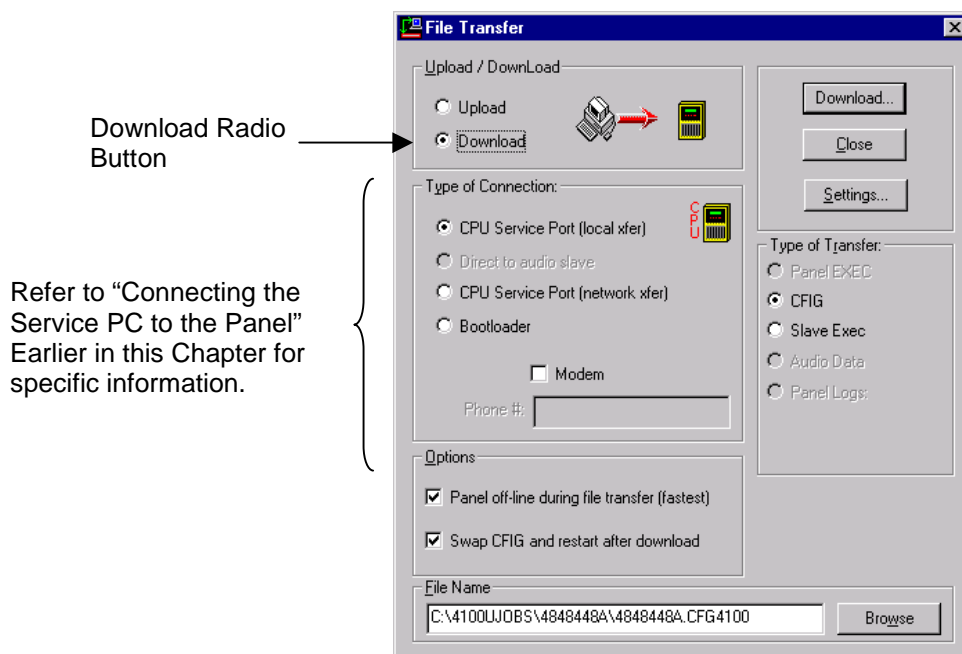 File Transfer
Upload / DownLoad
Upload
Download
Download Radio
Button
Download...
Close
Settings...
Type of Connection:
CPU
CPU Service Port (local xfer)
Direct to audio slave
CPU Service Port (network xfer)
Bootloader
Modem
Phone #:
Refer to “Connecting the
Service PC to the Panel”
Earlier in this Chapter for
specific information.
Type of Transfer:
Panel EXEC
CFIG
Slave Exec
Audio Data
Panel Logs:
Options
Panel off-line during file transfer (fastest)
Swap CFIG and restart after download
File Name
C:\4100UJOBS\4848448A\4848448A.CFG4100
Browse